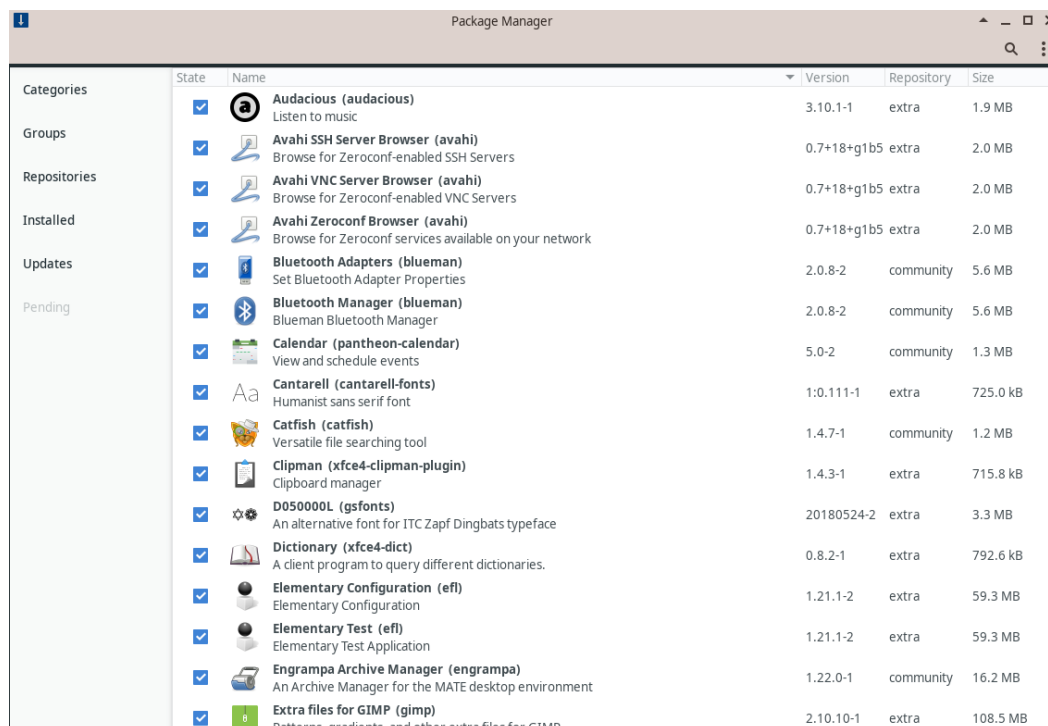 Package Manager
Categories
Groups
Repositories
Installed
Updates
Pending
State Name Version Repository Size
Audacious (audacious)
Listen to music
3.10.1-1 extra 1.9 MB
Avahi SSH Server Browser (avahi)
Browse for Zeroconf-enabled SSH Servers
0.7+18+g1b5 extra 2.0 MB
Avahi VNC Server Browser (avahi)
Browse for Zeroconf-enabled VNC Servers
0.7+18+g1b5 extra 2.0 MB
Avahi Zeroconf Browser (avahi)
Browse for Zeroconf services available on your network
0.7+18+g1b5 extra 2.0 MB
Bluetooth Adapters (blueman)
Set Bluetooth Adapter Properties
2.0.8-2 community 5.6 MB
Bluetooth Manager (blueman)
Blueman Bluetooth Manager
2.0.8-2 community 5.6 MB
Calendar (pantheon-calendar)
View and schedule events
5.0-2 community 1.3 MB
Aa
Cantarell (cantarell-fonts)
Humanist sans serif font
1:0.111-1 extra 725.0 kB
Catfish (catfish)
Versatile file searching tool
1.4.7-1 community 1.2 MB
Clipman (xfce4-clipman-plugin)
Clipboard manager
1.4.3-1 extra 715.8 kB
D050000L (gsfonts)
An alternative font for ITC Zapf Dingbats typeface
20180524-2 extra 3.3 MB
Dictionary (xfce4-dict)
A client program to query different dictionaries.
0.8.2-1 extra 792.6 kB
Elementary Configuration (efl)
Elementary Configuration
1.21.1-2 extra 59.3 MB
Elementary Test (efl)
Elementary Test Application
1.21.1-2 extra 59.3 MB
Engrampa Archive Manager (engrampa)
An Archive Manager for the MATE desktop environment
1.22.0-1 community 16.2 MB
Extra files for GIMP (gimp)
Patterns, gradients, and other extra files for GIMP
2.10.10-1 extra 108.5 MB